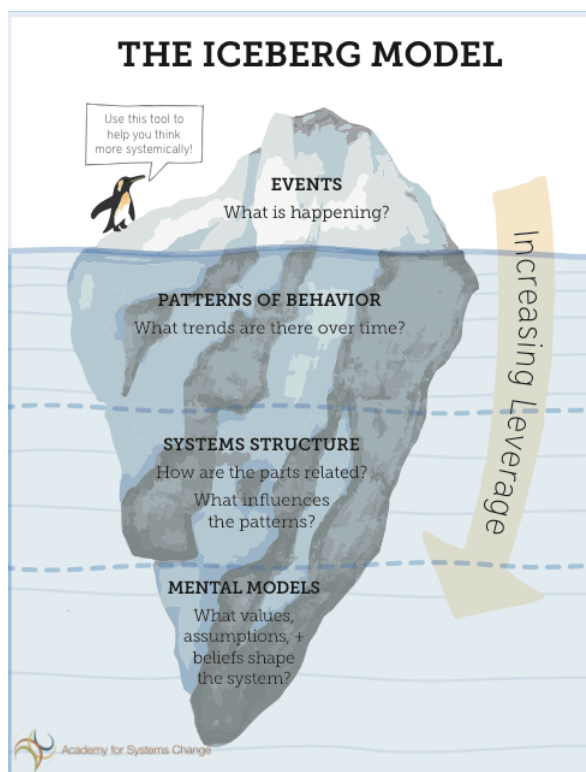 THE ICEBERG MODEL
Use this tool to
help you think
more systemically!
EVENTS
What is happening?
PATTERNS OF BEHAVIOR
What trends are there over time?
SYSTEMS STRUCTURE
How are the parts related?
What influences
the patterns?
MENTAL MODELS
What values,
assumptions, +
beliefs shape
the system?
Increasing Leverage
Academy for Systems Change